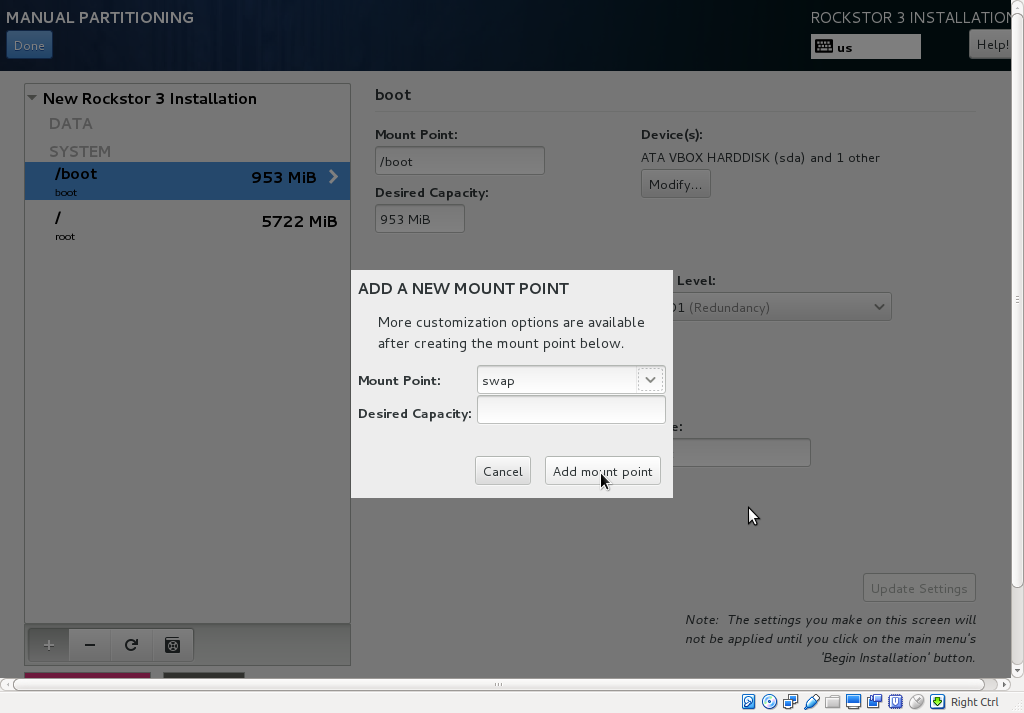 MANUAL PARTITIONING
ROCKSTOR 3 INSTALLATION
Done
us
Help!
New Rockstor 3 Installation
DATA
SYSTEM
/boot
953 MiB
boot
/
5722 MiB
root
boot
Mount Point:
/boot
Desired Capacity:
953 MiB
Device(s):
ATA VBOX HARDDISK (sda) and 1 other
Modify...
Level:
(Redundancy)
ADD A NEW MOUNT POINT
More customization options are available
after creating the mount point below.
Mount Point:
swap
Desired Capacity:
Cancel
Add mount point
Update Settings
Note: The settings you make on this screen will
not be applied until you click on the main menu's
'Begin Installation' button.
Right Ctrl